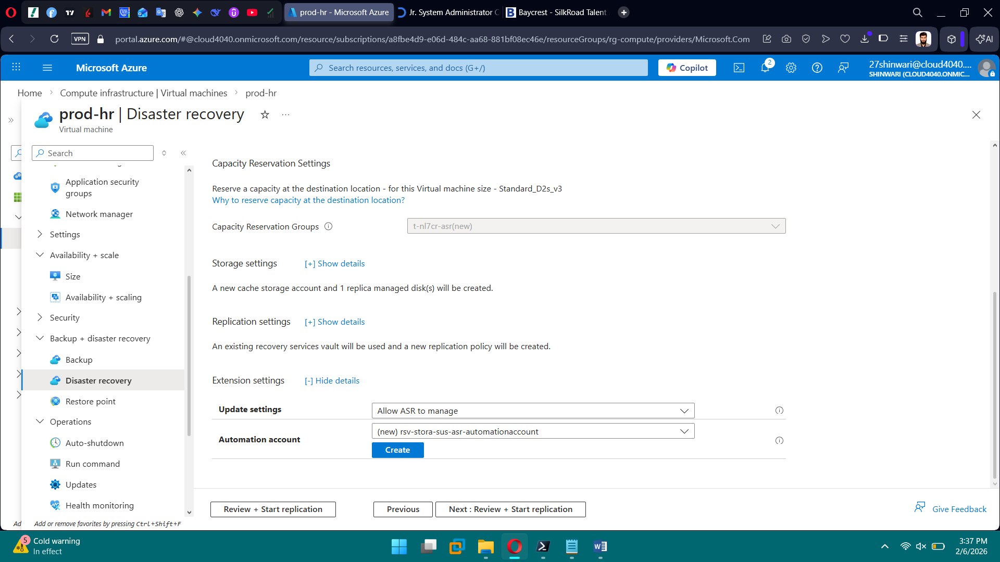 prod-hr - Microsoft Azure
Jr. System Administrator
Baycrest - SilkRoad Talent
VPN
portal.azure.com/#@cloud4040.onmicrosoft.com/resource/subscriptions/a8fbe4d9-e06d-484c-aa68-881bf08ec46e/resourceGroups/rg-compute/providers/Microsoft.Com
AI
Microsoft Azure
Search resources, services, and docs (G+/)
Copilot
2
27shinwari@cloud4040....
SHINWARI (CLOUD4040.ONMIC...
Home
Compute infrastructure | Virtual machines
prod-hr
prod-hr | Disaster recovery
Virtual machine
Search
Application security groups
Network manager
Settings
Availability + scale
Size
Availability + scaling
Security
Backup + disaster recovery
Backup
Disaster recovery
Restore point
Operations
Auto-shutdown
Run command
Updates
Health monitoring
Ad
Add or remove favorites by pressing Ctrl+Shift+F
Capacity Reservation Settings
Reserve a capacity at the destination location - for this Virtual machine size - Standard_D2s_v3
Why to reserve capacity at the destination location?
Capacity Reservation Groups
t-nl7cr-asr(new)
Storage settings [+] Show details
A new cache storage account and 1 replica managed disk(s) will be created.
Replication settings [+] Show details
An existing recovery services vault will be used and a new replication policy will be created.
Extension settings [-] Hide details
Update settings
Allow ASR to manage
Automation account
(new) rsv-stora-sus-asr-automationaccount
Create
Review + Start replication
Previous
Next : Review + Start replication
Give Feedback
5
Cold warning
In effect
3:37 PM
2/6/2026